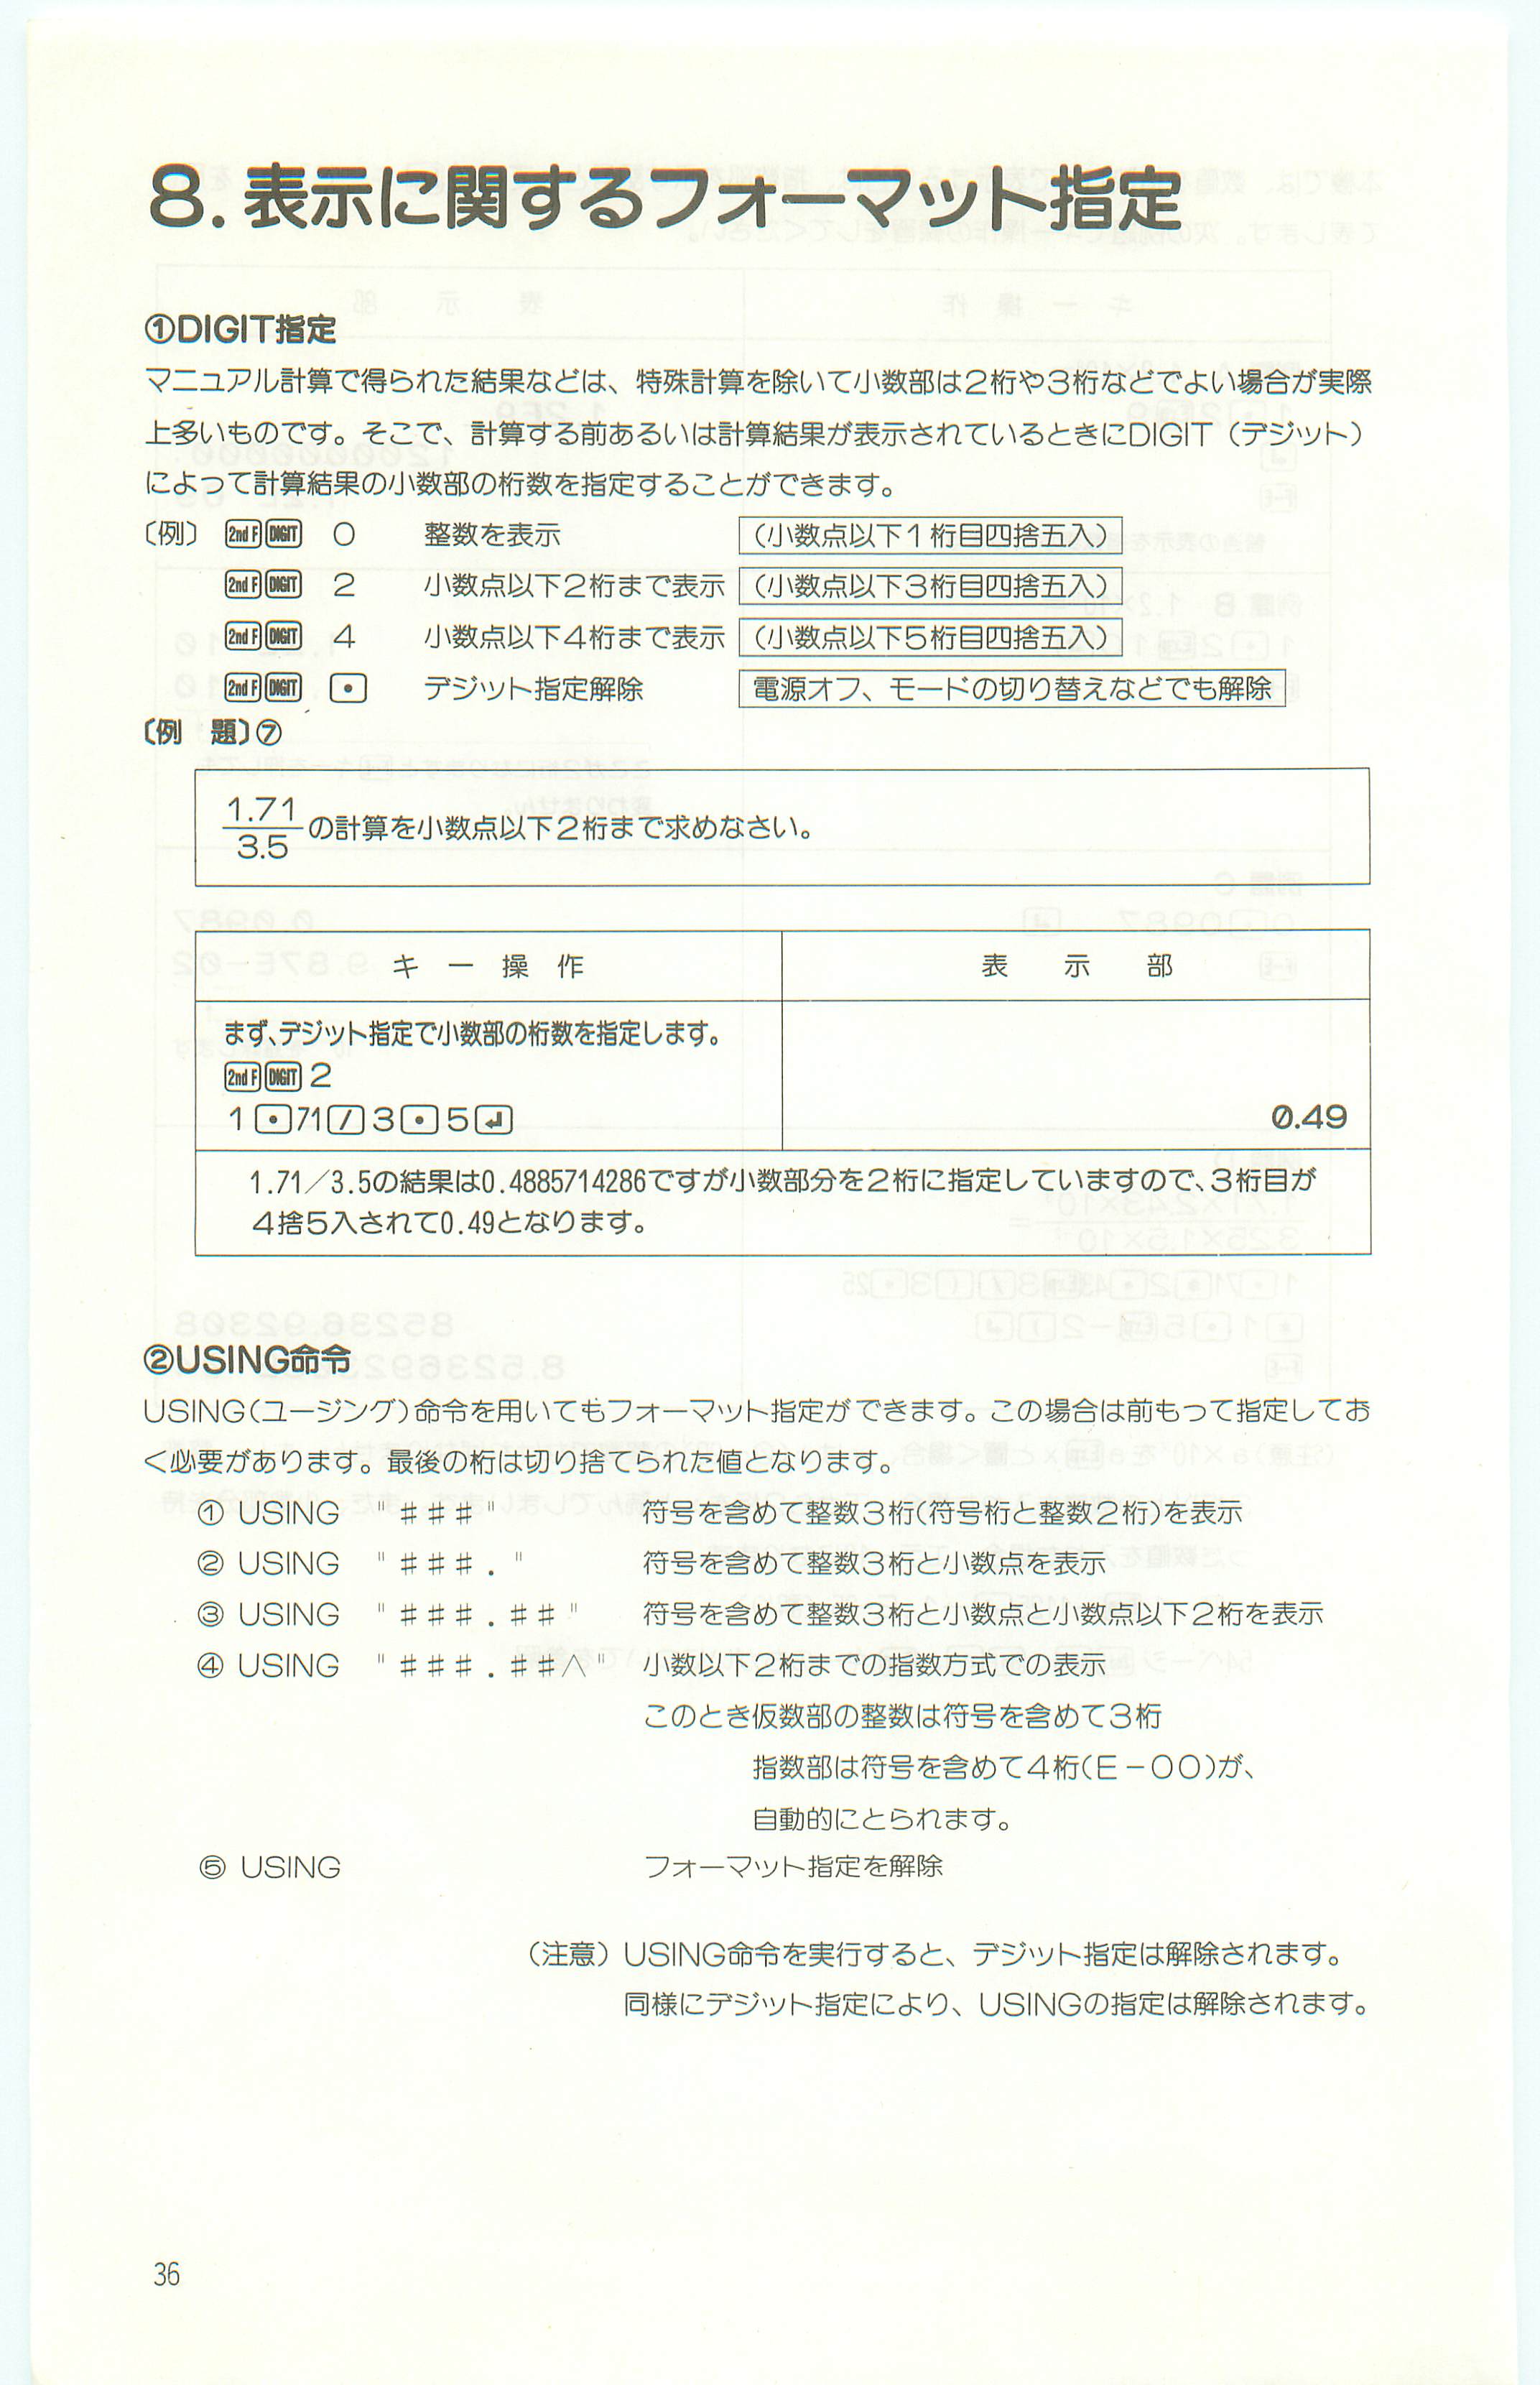 8. 表示に関するフォーマット指定
①DIGIT指定
マニュアル計算で得られた結果などは、特殊計算を除いて小数部は2桁や3桁などでよい場合が実際
上多いものです。そこで、計算する前あるいは計算結果が表示されているときにDIGIT（デジット）
によって計算結果の小数部の桁数を指定することができます。
〔例〕 2nd F DIGIT 0 整数を表示 （小数点以下1桁目四捨五入）
2nd F DIGIT 2 小数点以下2桁まで表示 （小数点以下3桁目四捨五入）
2nd F DIGIT 4 小数点以下4桁まで表示 （小数点以下5桁目四捨五入）
2nd F DIGIT • デジット指定解除 電源オフ、モードの切り替えなどでも解除
〔例 題〕⑦
1.71
3.5 の計算を小数点以下2桁まで求めなさい。
キー操作 表示部
まず、デジット指定で小数部の桁数を指定します。
2nd F DIGIT 2
1 • 71 / 3 • 5 ↵ 0.49
1.71／3.5の結果は0.4885714286ですが小数部分を2桁に指定していますので、3桁目が
4捨5入されて0.49となります。
②USING命令
USING(ユージング)命令を用いてもフォーマット指定ができます。この場合は前もって指定してお
く必要があります。最後の桁は切り捨てられた値となります。
① USING "###" 符号を含めて整数3桁(符号桁と整数2桁)を表示
② USING "###." 符号を含めて整数3桁と小数点を表示
③ USING "###.##" 符号を含めて整数3桁と小数点と小数点以下2桁を表示
④ USING "###.##∧" 小数以下2桁までの指数方式での表示
このとき仮数部の整数は符号を含めて3桁
指数部は符号を含めて4桁(E－00)が、
自動的にとられます。
⑤ USING フォーマット指定を解除
（注意）USING命令を実行すると、デジット指定は解除されます。
同様にデジット指定により、USINGの指定は解除されます。
36